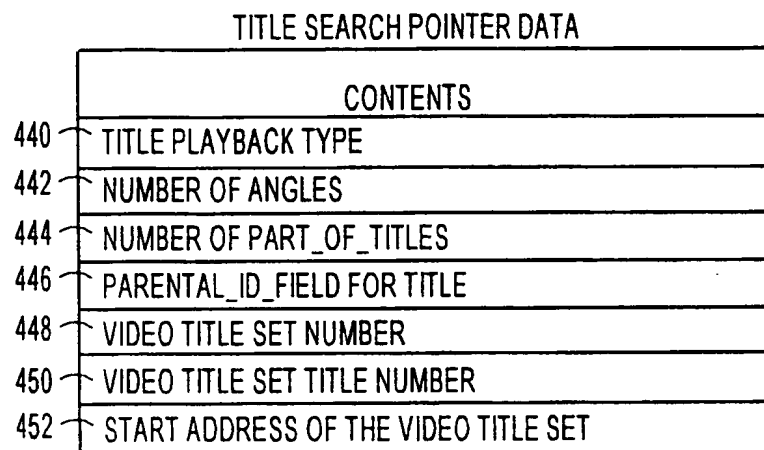 TITLE SEARCH POINTER DATA
CONTENTS
440 TITLE PLAYBACK TYPE
442 NUMBER OF ANGLES
444 NUMBER OF PART_OF_TITLES
446 PARENTAL_ID_FIELD FOR TITLE
448 VIDEO TITLE SET NUMBER
450 VIDEO TITLE SET TITLE NUMBER
452 START ADDRESS OF THE VIDEO TITLE SET